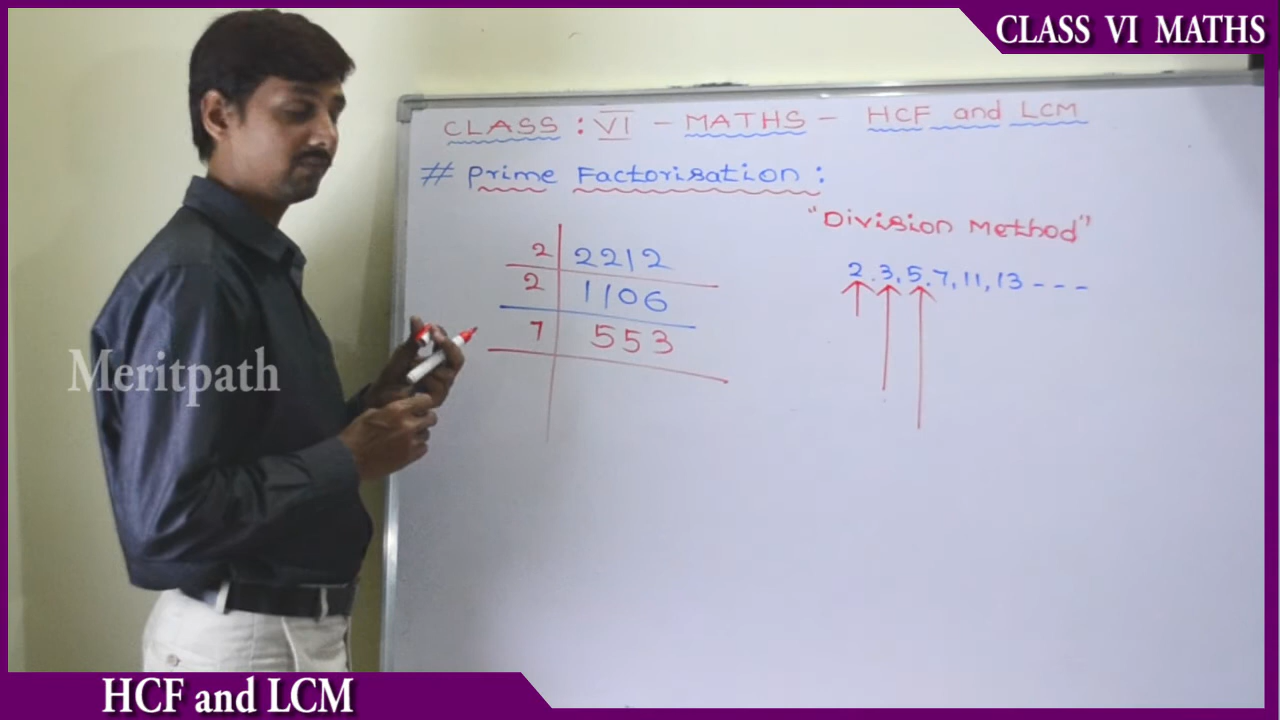 CLASS VI MATHS
CLASS : VI - MATHS - HCF and LCM
# Prime Factorisation :
"Division Method"
2 2212
2, 3, 5, 7, 11, 13 ---
2 1106
7 553
Meritpath
HCF and LCM